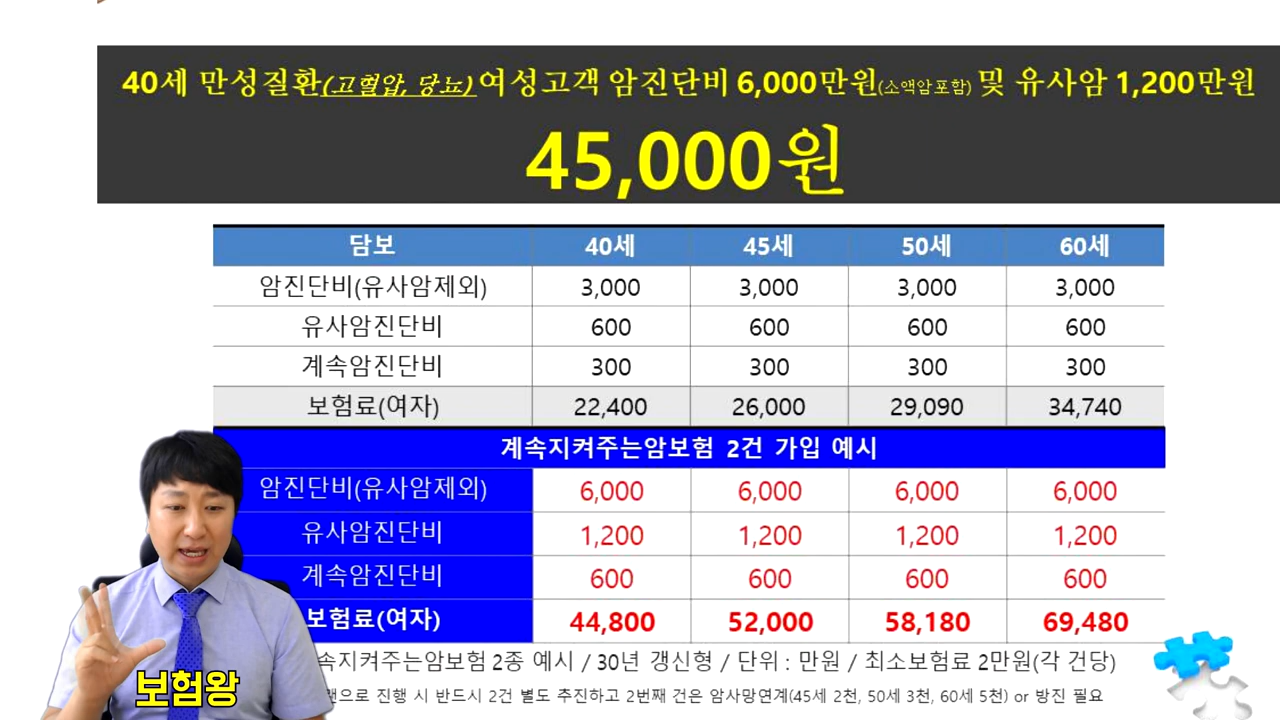 40세 만성질환(고혈압, 당뇨)여성고객 암진단비 6,000만원(소액암포함) 및 유사암 1,200만원
45,000원
담보 40세 45세 50세 60세
암진단비(유사암제외) 3,000 3,000 3,000 3,000
유사암진단비 600 600 600 600
계속암진단비 300 300 300 300
보험료(여자) 22,400 26,000 29,090 34,740
계속지켜주는암보험 2건 가입 예시
암진단비(유사암제외) 6,000 6,000 6,000 6,000
유사암진단비 1,200 1,200 1,200 1,200
계속암진단비 600 600 600 600
보험료(여자) 44,800 52,000 58,180 69,480
속지켜주는암보험 2종 예시 / 30년 갱신형 / 단위 : 만원 / 최소보험료 2만원(각 건당)
으로 진행 시 반드시 2건 별도 추진하고 2번째 건은 암사망연계(45세 2천, 50세 3천, 60세 5천) or 방진 필요
보험왕